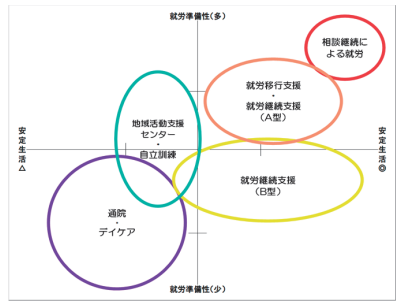 就労準備性(多)
相談継続に
よる就労
就労移行支援
・
就労継続支援
(A型)
地域活動支援
センター
・
自立訓練
安定生活△
安定生活◎
就労継続支援
(B型)
通院
・
デイケア
就労準備性(少)